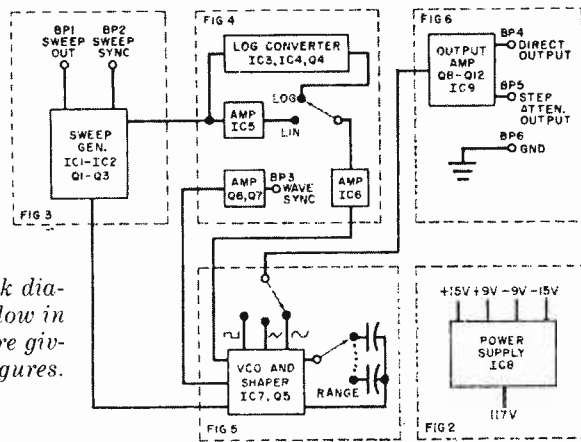 FIG 4
FIG 6
BP1
SWEEP
OUT
BP2
SWEEP
SYNC
LOG CONVERTER
IC3,IC4,Q4
OUTPUT
AMP
Q8-Q12
IC9
BP4
DIRECT
OUTPUT
BP5
STEP
ATTEN.
OUTPUT
BP6
GND
SWEEP
GEN.
IC1-IC2
Q1-Q3
AMP
IC5
LOG
LIN
AMP
Q6,Q7
BP3
WAVE
SYNC
AMP
IC6
FIG 3
k dia-
low in
re giv-
gures.
VCO AND
SHAPER
IC7,Q5
RANGE
FIG 5
+15V +9V -9V -15V
POWER
SUPPLY
IC8
117V
FIG 2